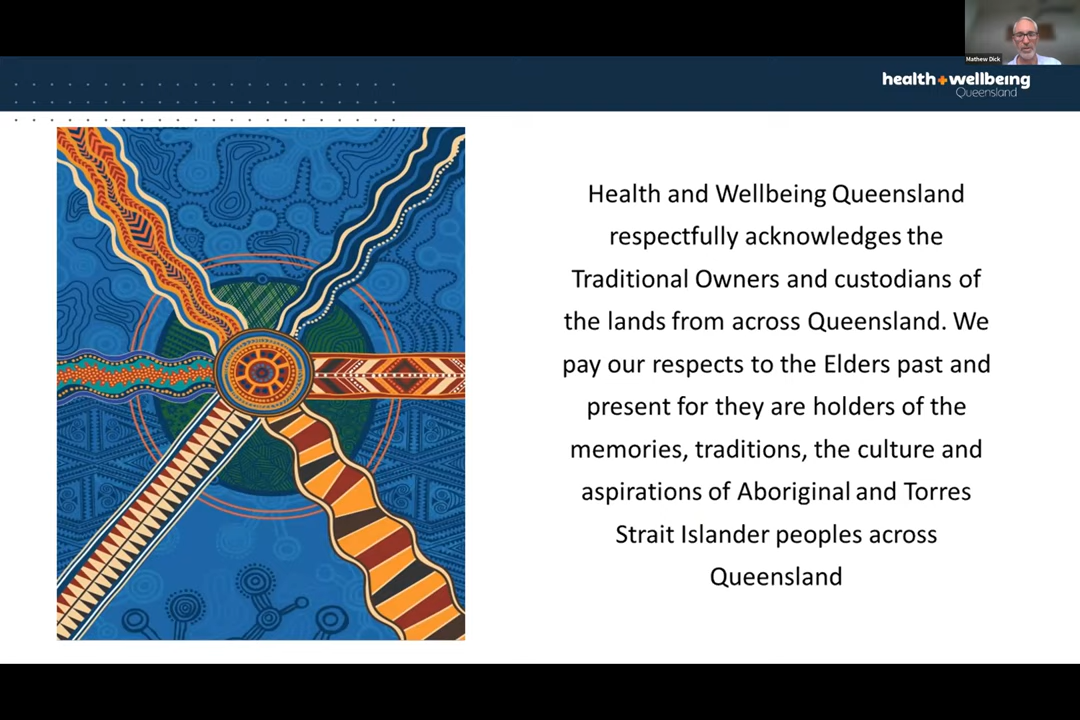 Mathew Dick
health+wellbeing
Queensland
Health and Wellbeing Queensland
respectfully acknowledges the
Traditional Owners and custodians of
the lands from across Queensland. We
pay our respects to the Elders past and
present for they are holders of the
memories, traditions, the culture and
aspirations of Aboriginal and Torres
Strait Islander peoples across
Queensland